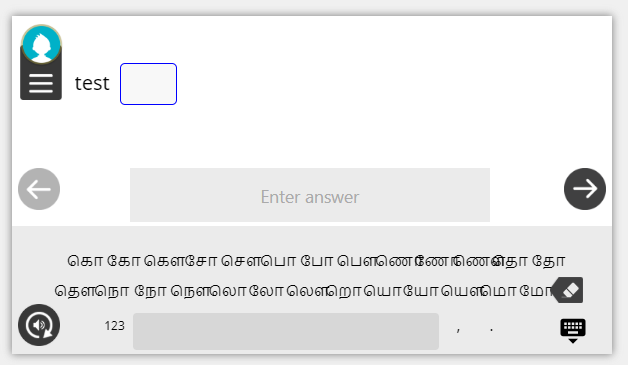 test
Enter answer
கொ கோ கௌ சோ சௌ பொ போ பௌ ணொ ணோ ணௌ தொ தோ
தௌ நொ நோ நௌ லொ லோ லௌ றொ யொ யோ யௌ மொ மோ
123 , .